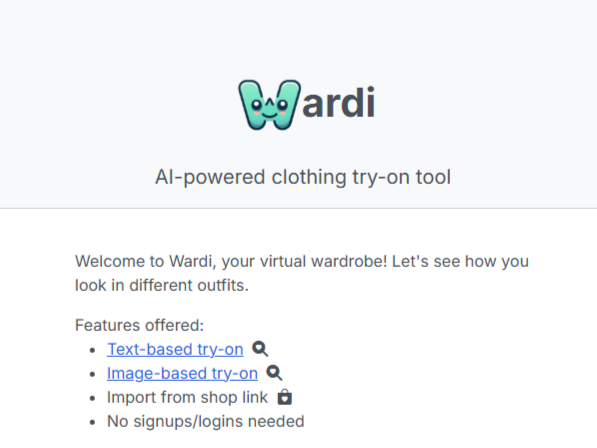 Wardi
AI-powered clothing try-on tool
Welcome to Wardi, your virtual wardrobe! Let's see how you
look in different outfits.
Features offered:
Text-based try-on
Image-based try-on
Import from shop link
No signups/logins needed